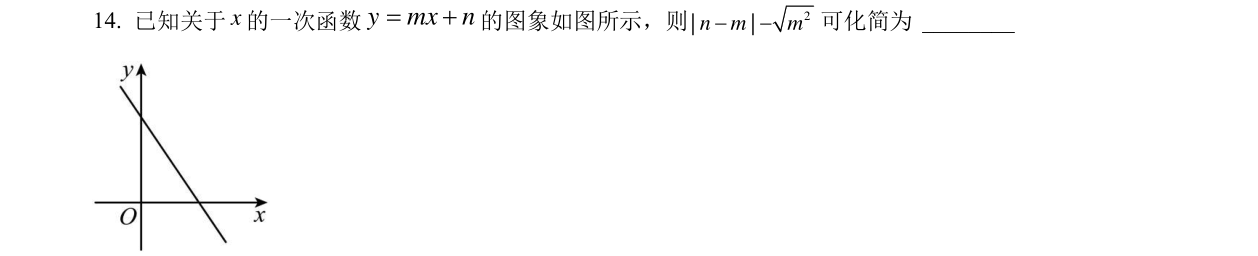 14. 已知关于 x 的一次函数 y = mx + n 的图象如图所示，则|n−m|−√m² 可化简为 ________
y
O
x